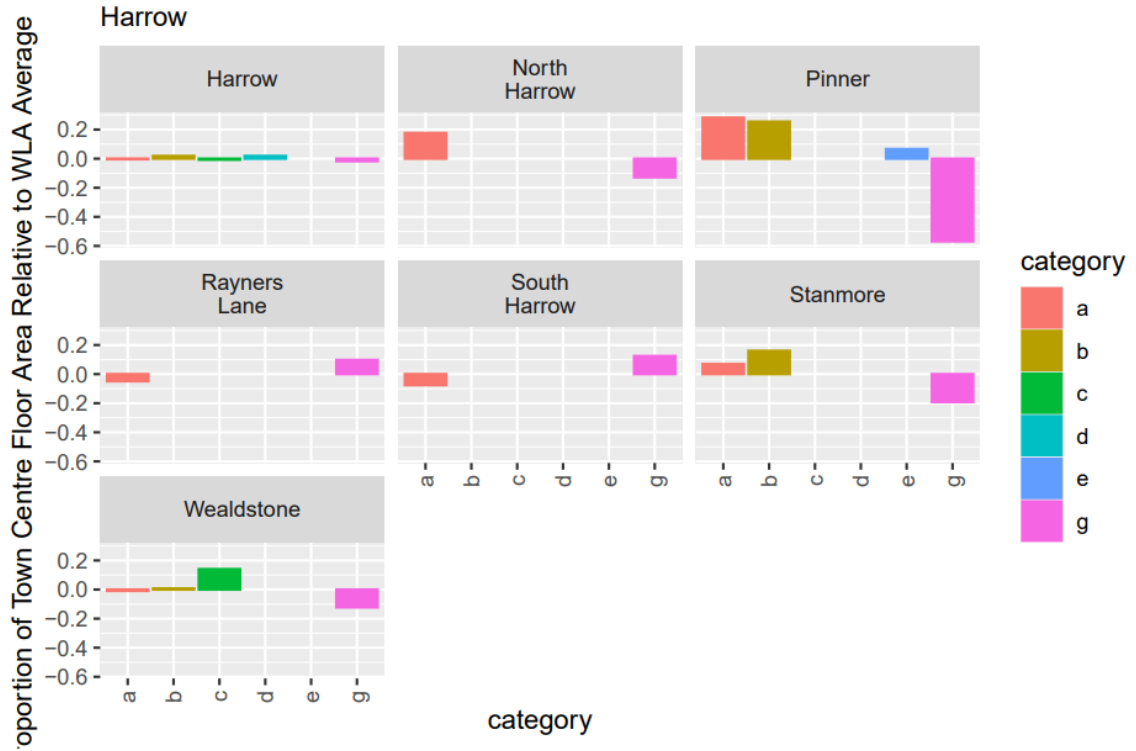 Harrow
roportion of Town Centre Floor Area Relative to WLA Average
Harrow
North
Harrow
Pinner
0.2
0.0
−0.2
−0.4
−0.6
Rayners
Lane
South
Harrow
Stanmore
0.2
0.0
−0.2
−0.4
−0.6
a b c d e g
a b c d e g
Wealdstone
0.2
0.0
−0.2
−0.4
−0.6
a b c d e g
category
category
a
b
c
d
e
g